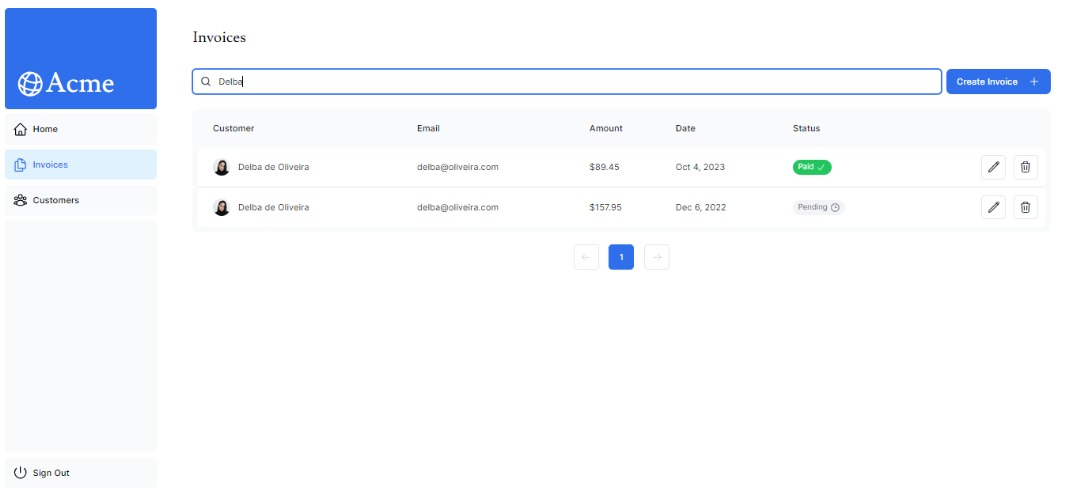 Acme
Home
Invoices
Customers
Sign Out
Invoices
Delba
Create Invoice
Customer Email Amount Date Status
Delba de Oliveira delba@oliveira.com $89.45 Oct 4, 2023 Paid
Delba de Oliveira delba@oliveira.com $157.95 Dec 6, 2022 Pending
1